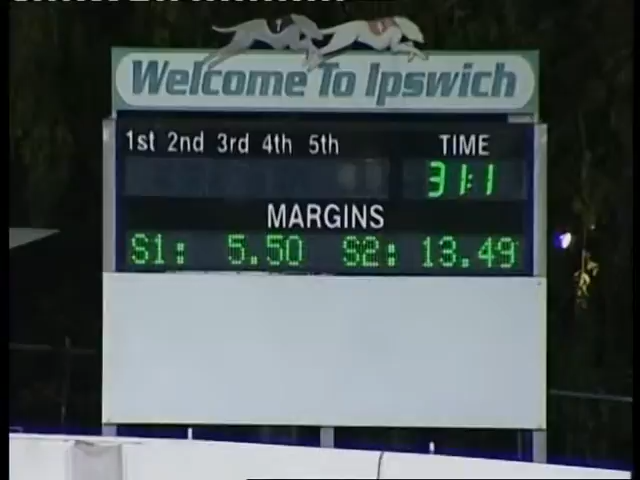 Welcome To Ipswich
1st 2nd 3rd 4th 5th TIME
31:1
MARGINS
S1: 5.50 S2: 13.49